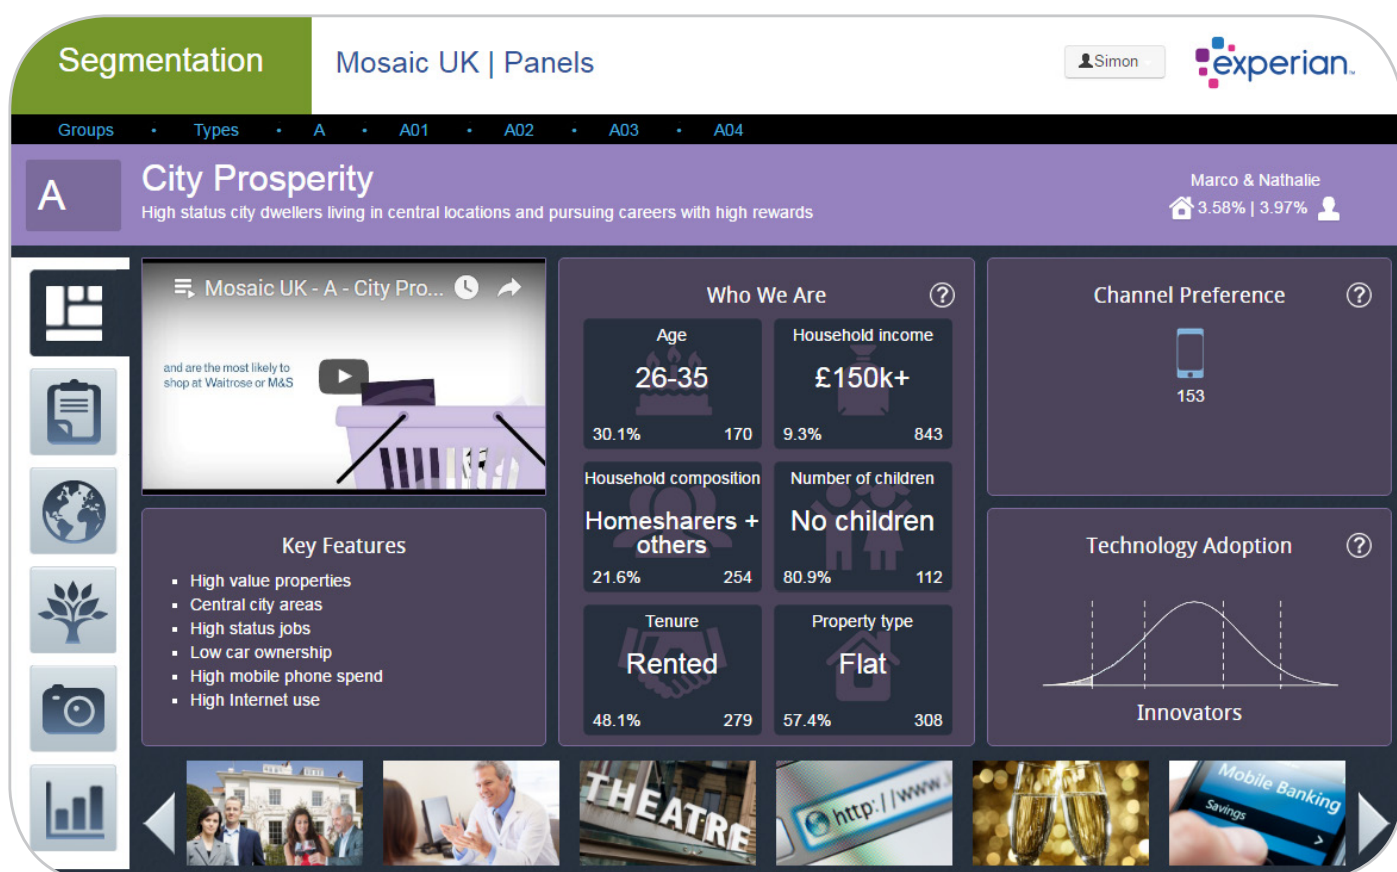 Segmentation
Mosaic UK | Panels
Simon
experian™
Groups • Types • A • A01 • A02 • A03 • A04
A
City Prosperity
High status city dwellers living in central locations and pursuing careers with high rewards
Marco & Nathalie
3.58% | 3.97%
Mosaic UK - A - City Pro...
and are the most likely to
shop at Waitrose or M&S
Key Features
▪ High value properties
▪ Central city areas
▪ High status jobs
▪ Low car ownership
▪ High mobile phone spend
▪ High Internet use
Who We Are ?
Age
26-35
30.1% 170
Household income
£150k+
9.3% 843
Household composition
Homesharers +
others
21.6% 254
Number of children
No children
80.9% 112
Tenure
Rented
48.1% 279
Property type
Flat
57.4% 308
Channel Preference ?
153
Technology Adoption ?
Innovators
THEATRE
http://www.
Mobile Banking
Savings >